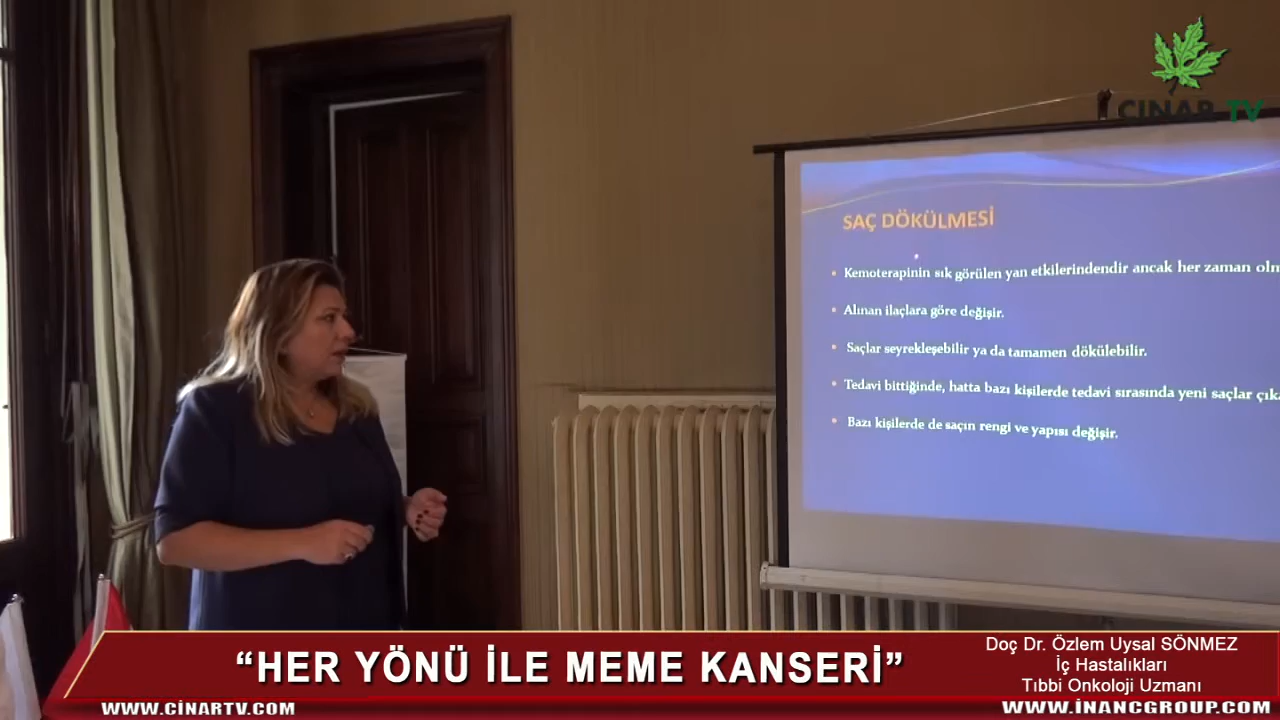 ÇINAR TV
SAÇ DÖKÜLMESİ
Kemoterapinin sık görülen yan etkilerindendir ancak her zaman
Alınan ilaçlara göre değişir.
Saçlar seyrekleşebilir ya da tamamen dökülebilir.
Tedavi bittiğinde, hatta bazı kişilerde tedavi sırasında yeni saçlar
Bazı kişilerde de saçın rengi ve yapısı değişir.
“HER YÖNÜ İLE MEME KANSERİ”
Doç Dr. Özlem Uysal SÖNMEZ
İç Hastalıkları
Tıbbi Onkoloji Uzmanı
WWW.CİNARTV.COM
WWW.İNANCGROUP.COM